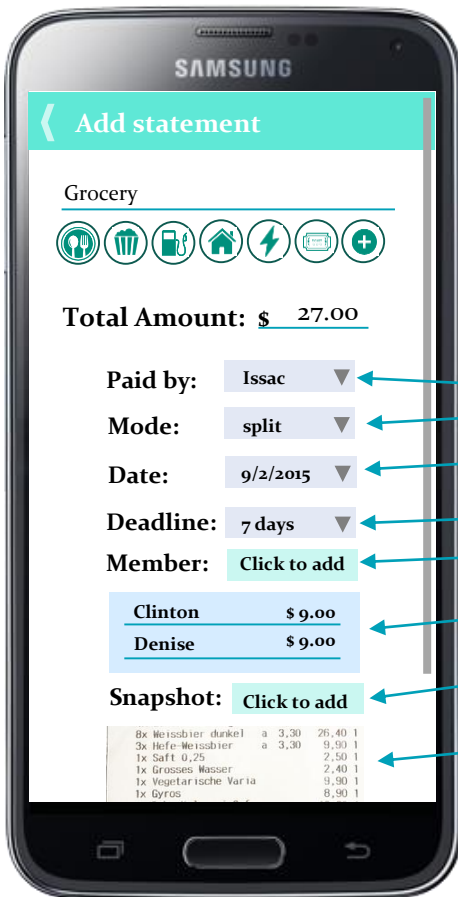 SAMSUNG
Add statement
Grocery
Total Amount: $ 27.00
Paid by: Issac
Mode: split
Date: 9/2/2015
Deadline: 7 days
Member: Click to add
Clinton $ 9.00
Denise $ 9.00
Snapshot: Click to add
8x Weissbier dunkel a 3,30 26,40 1
3x Hefe-Weissbier a 3,30 9,90 1
1x Saft 0,25 2,50 1
1x Grosses Wasser 2,40 1
1x Vegetarische Varia 9,90 1
1x Gyros 8,90 1